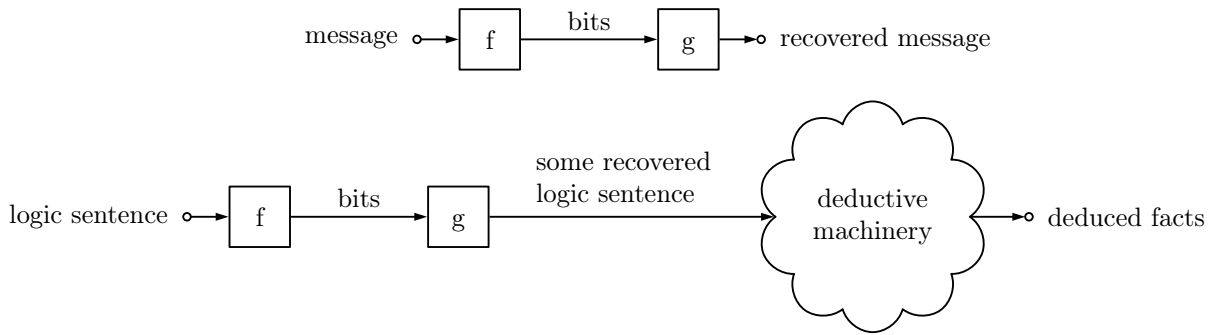 message
f
bits
g
recovered message
logic sentence
f
bits
g
some recovered
logic sentence
deductive
machinery
deduced facts